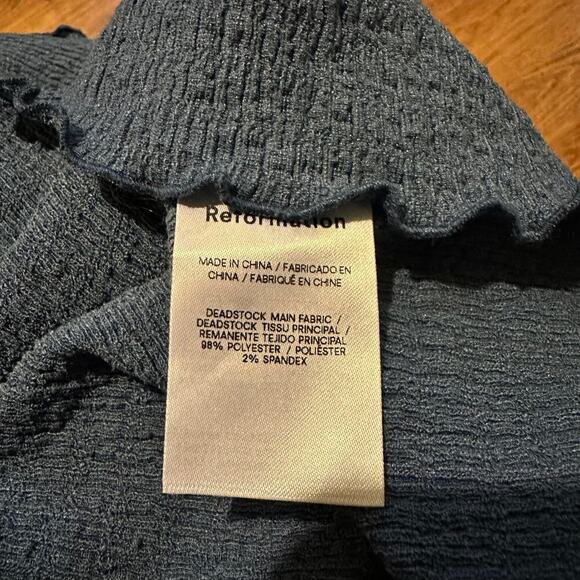 Reformation
MADE IN CHINA / FABRICADO EN
CHINA / FABRIQUÉ EN CHINE
DEADSTOCK MAIN FABRIC /
DEADSTOCK TISSU PRINCIPAL /
REMANENTE TEJIDO PRINCIPAL
98% POLYESTER / POLIÉSTER
2% SPANDEX